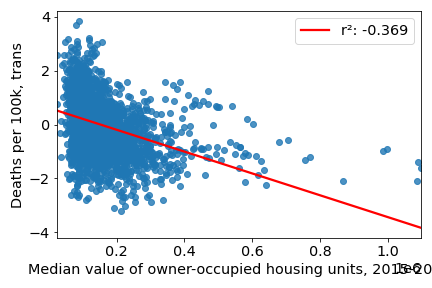 4
2
0
−2
−4
Deaths per 100k, trans
r²: -0.369
0.2
0.4
0.6
0.8
1.0
1e6
Median value of owner-occupied housing units, 2015-20